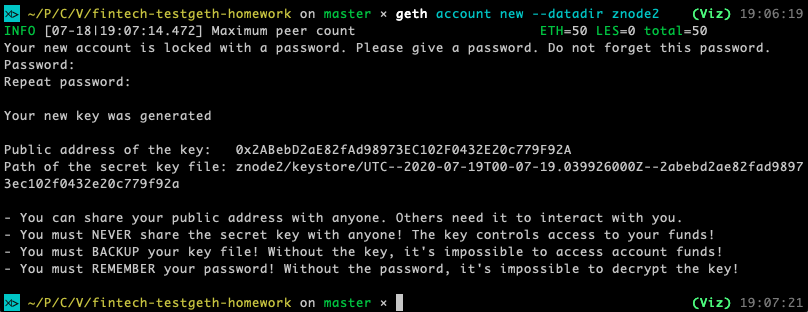 ~/P/C/V/fintech-testgeth-homework on master × geth account new --datadir znode2 (Viz) 19:06:19
INFO [07-18|19:07:14.472] Maximum peer count ETH=50 LES=0 total=50
Your new account is locked with a password. Please give a password. Do not forget this password.
Password:
Repeat password:
Your new key was generated
Public address of the key: 0x2ABebD2aE82fAd98973EC102F0432E20c779F92A
Path of the secret key file: znode2/keystore/UTC--2020-07-19T00-07-19.039926000Z--2abebd2ae82fad9897
3ec102f0432e20c779f92a
- You can share your public address with anyone. Others need it to interact with you.
- You must NEVER share the secret key with anyone! The key controls access to your funds!
- You must BACKUP your key file! Without the key, it's impossible to access account funds!
- You must REMEMBER your password! Without the password, it's impossible to decrypt the key!
~/P/C/V/fintech-testgeth-homework on master × (Viz) 19:07:21